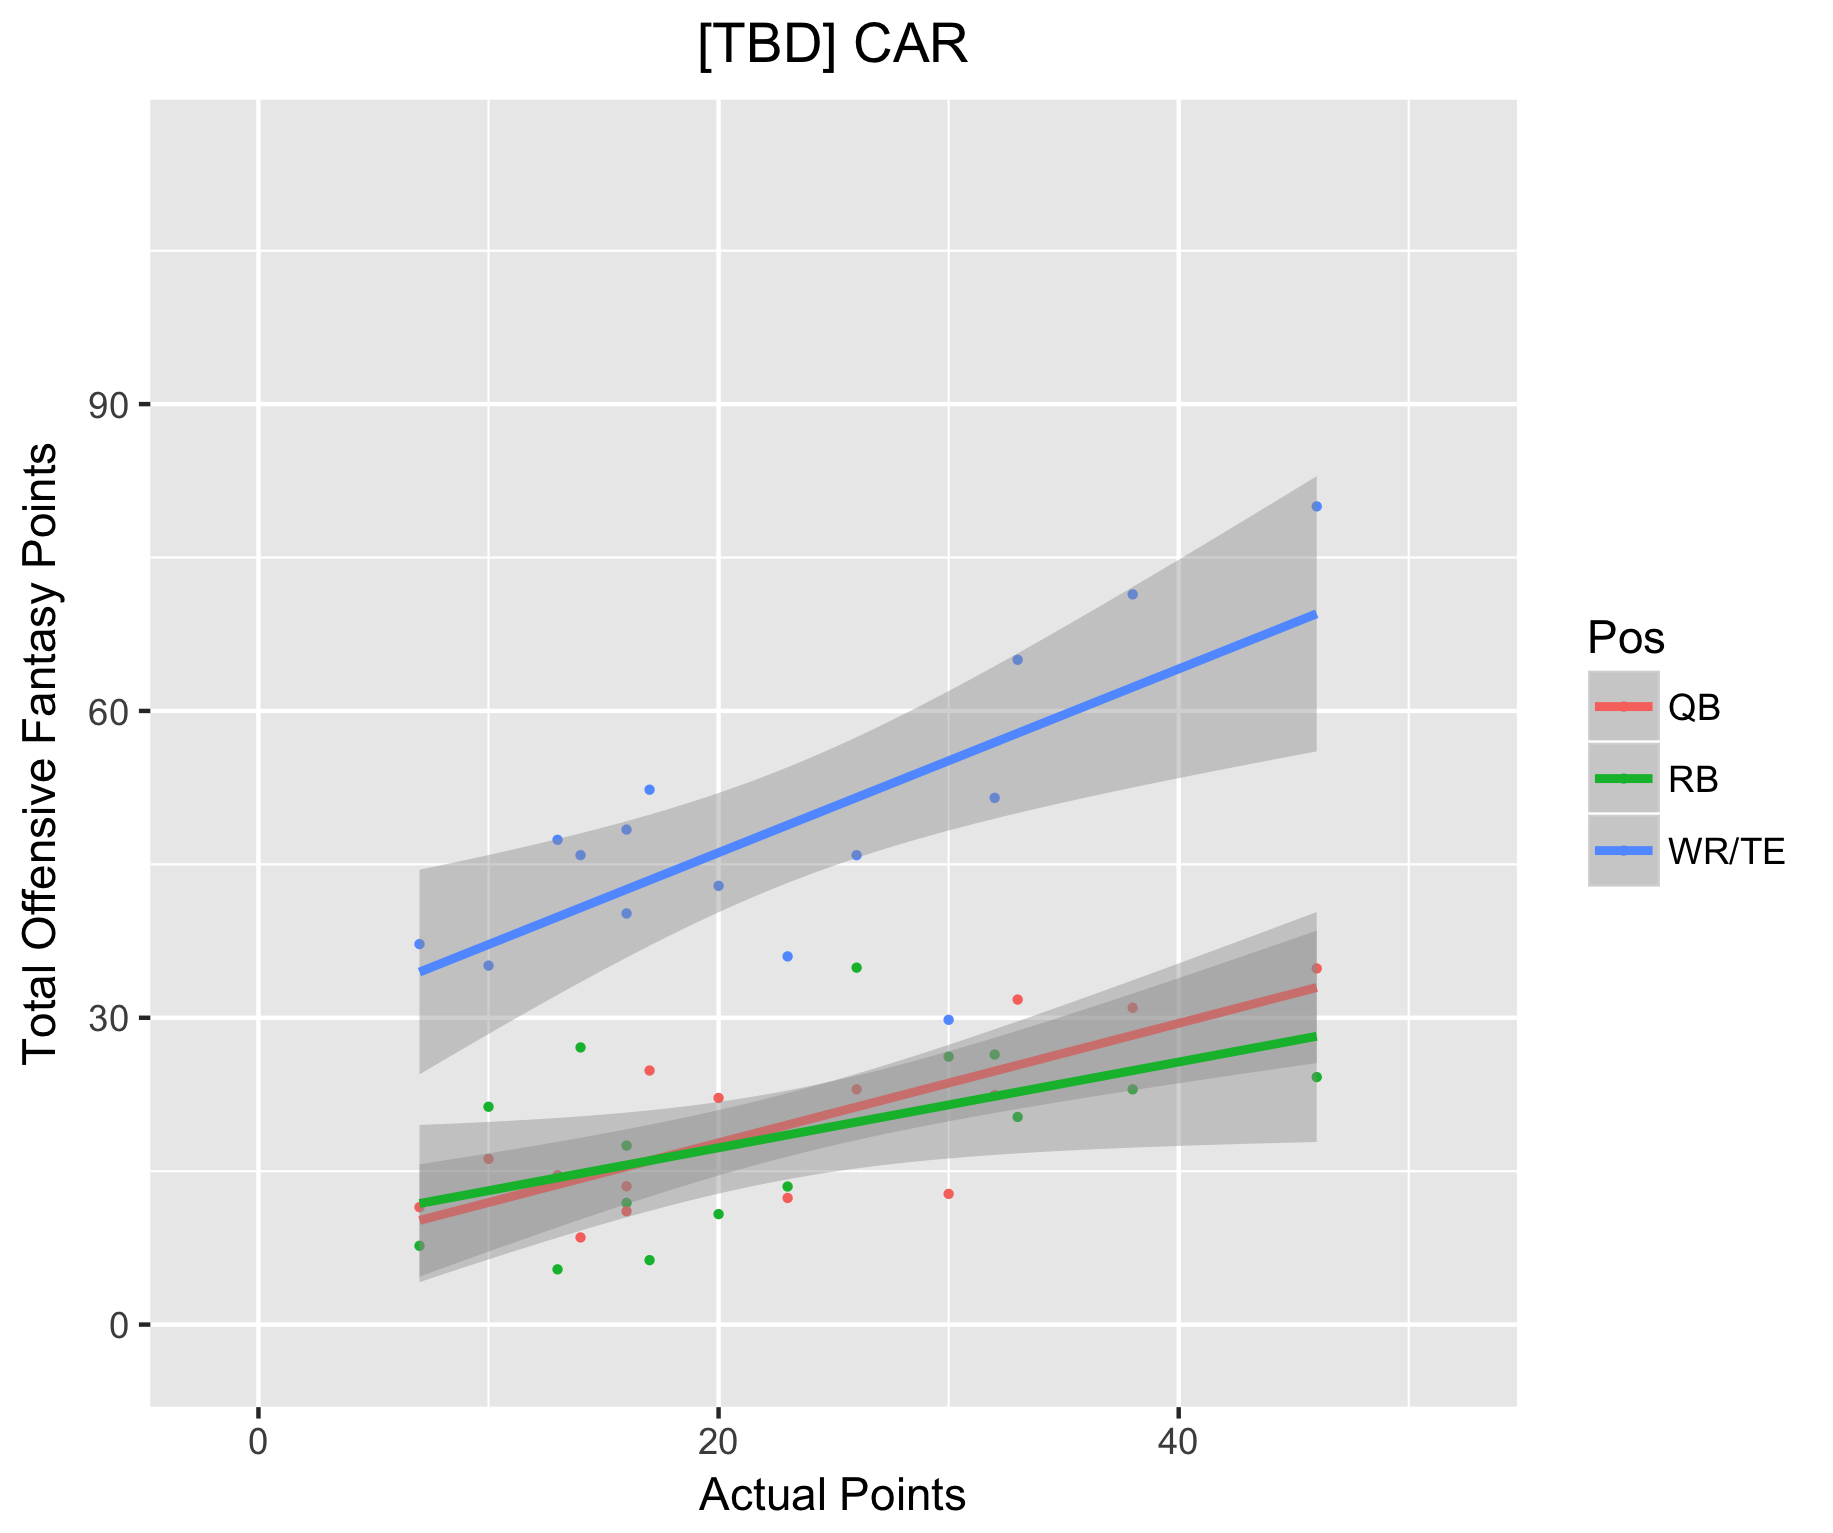 [TBD] CAR
Total Offensive Fantasy Points
90
60
30
0
0
20
40
Actual Points
Pos
QB
RB
WR/TE